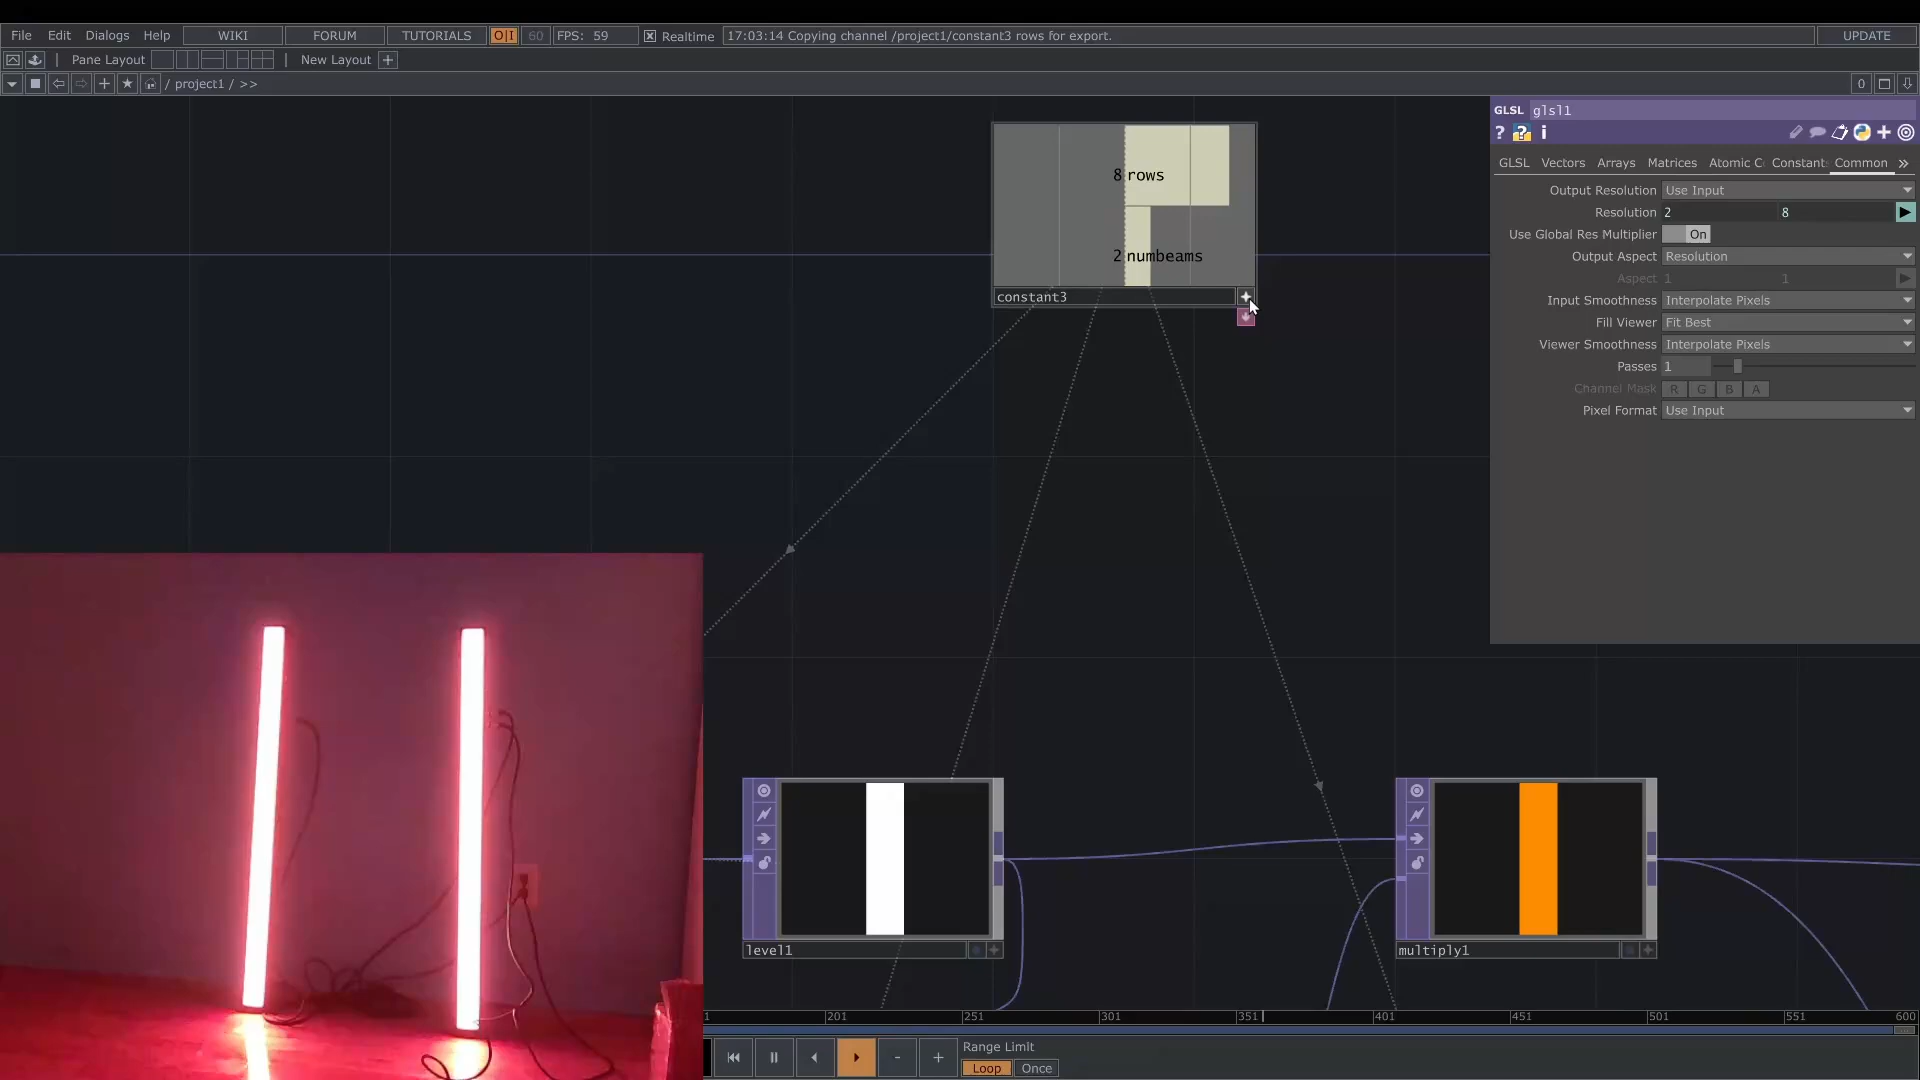 File Edit Dialogs Help WIKI FORUM TUTORIALS O|I 60 FPS: 59 Realtime 17:03:14 Copying channel /project1/constant3 rows for export. UPDATE
Pane Layout New Layout
/ project1 / >> 0
GLSL glsl1
? ? i
GLSL Vectors Arrays Matrices Atomic C Constant Common
Output Resolution Use Input
Resolution 2 8
Use Global Res Multiplier On
Output Aspect Resolution
Aspect 1 1
Input Smoothness Interpolate Pixels
Fill Viewer Fit Best
Viewer Smoothness Interpolate Pixels
Passes 1
Channel Mask R G B A
Pixel Format Use Input
8 rows
2 numbeams
constant3
level1
multiply1
1 201 251 301 351 401 451 501 551 600
Range Limit
Loop Once